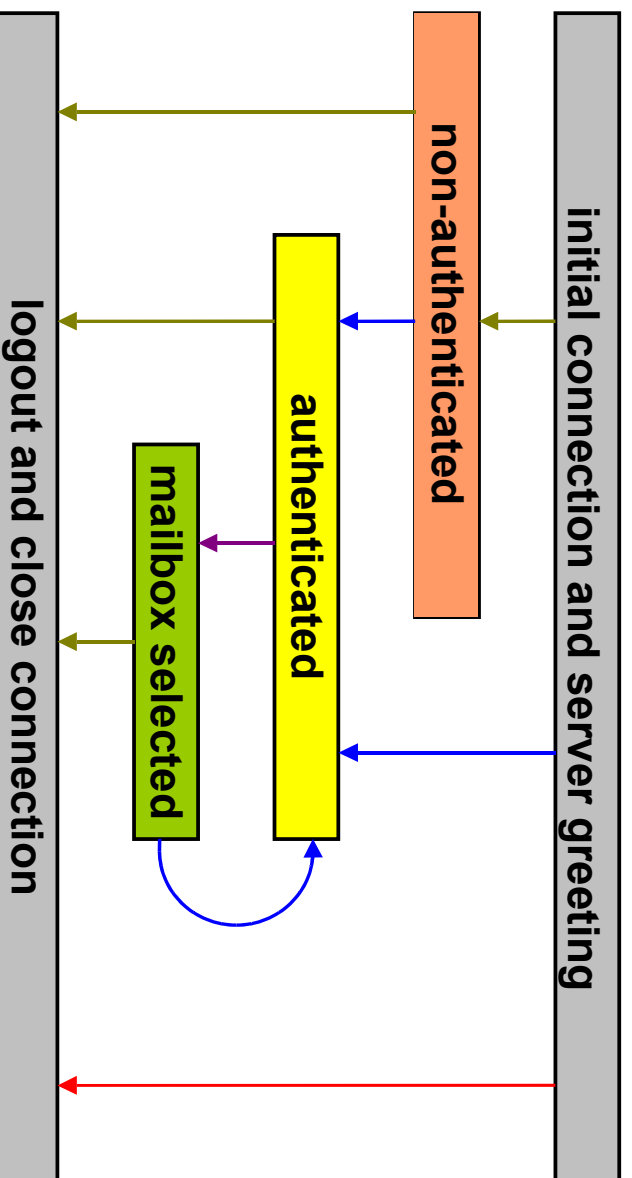 initial connection and server greeting
non-authenticated
authenticated
mailbox selected
logout and close connection